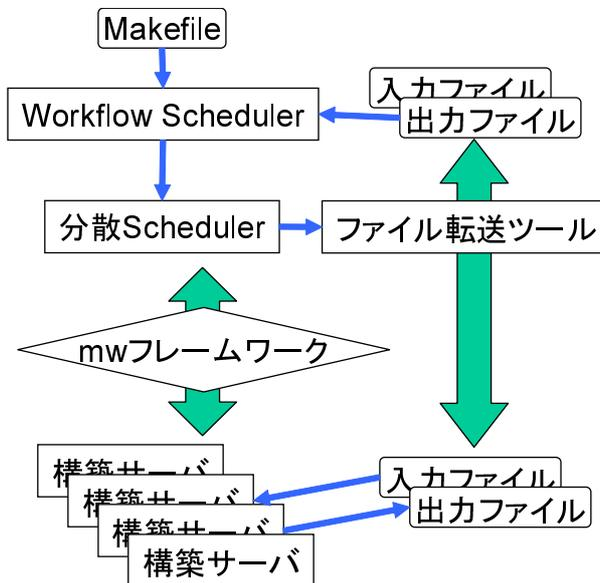 Makefile
入力ファイル
出力ファイル
Workflow Scheduler
分散Scheduler
ファイル転送ツール
mwフレームワーク
構築サーバ
構築サーバ
構築サーバ
構築サーバ
入力ファイル
出力ファイル